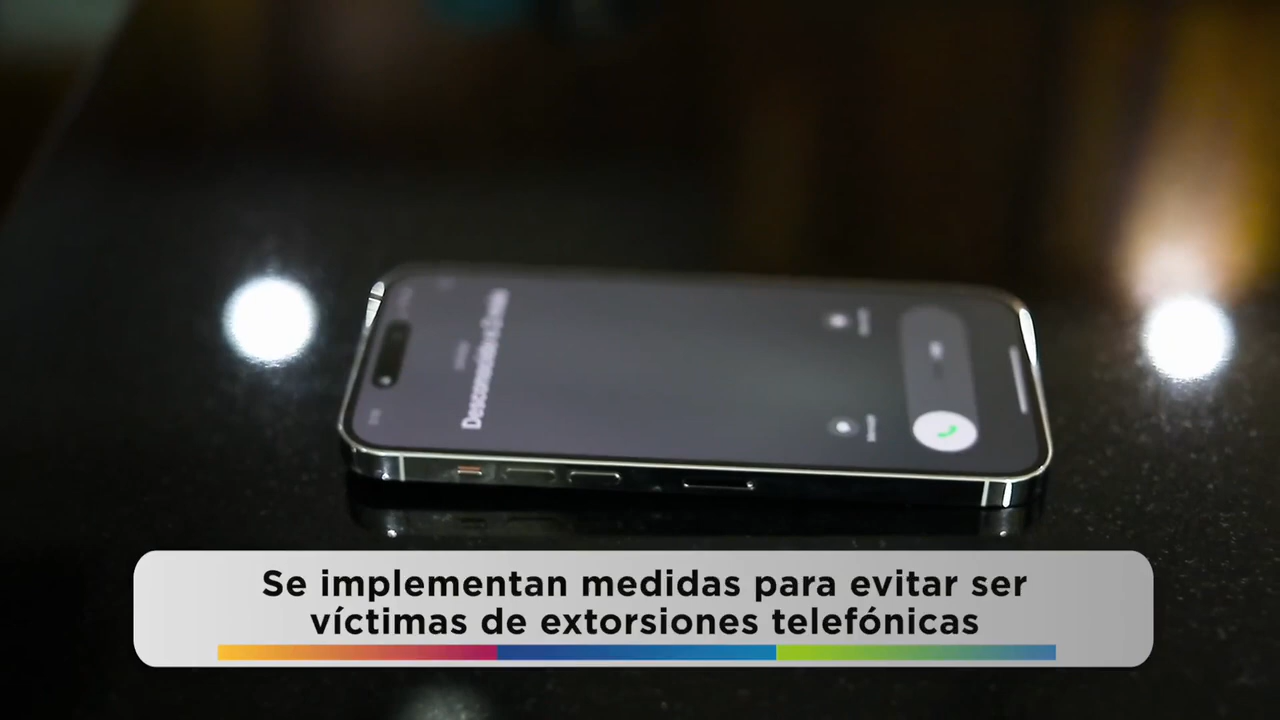 Se implementan medidas para evitar ser
víctimas de extorsiones telefónicas